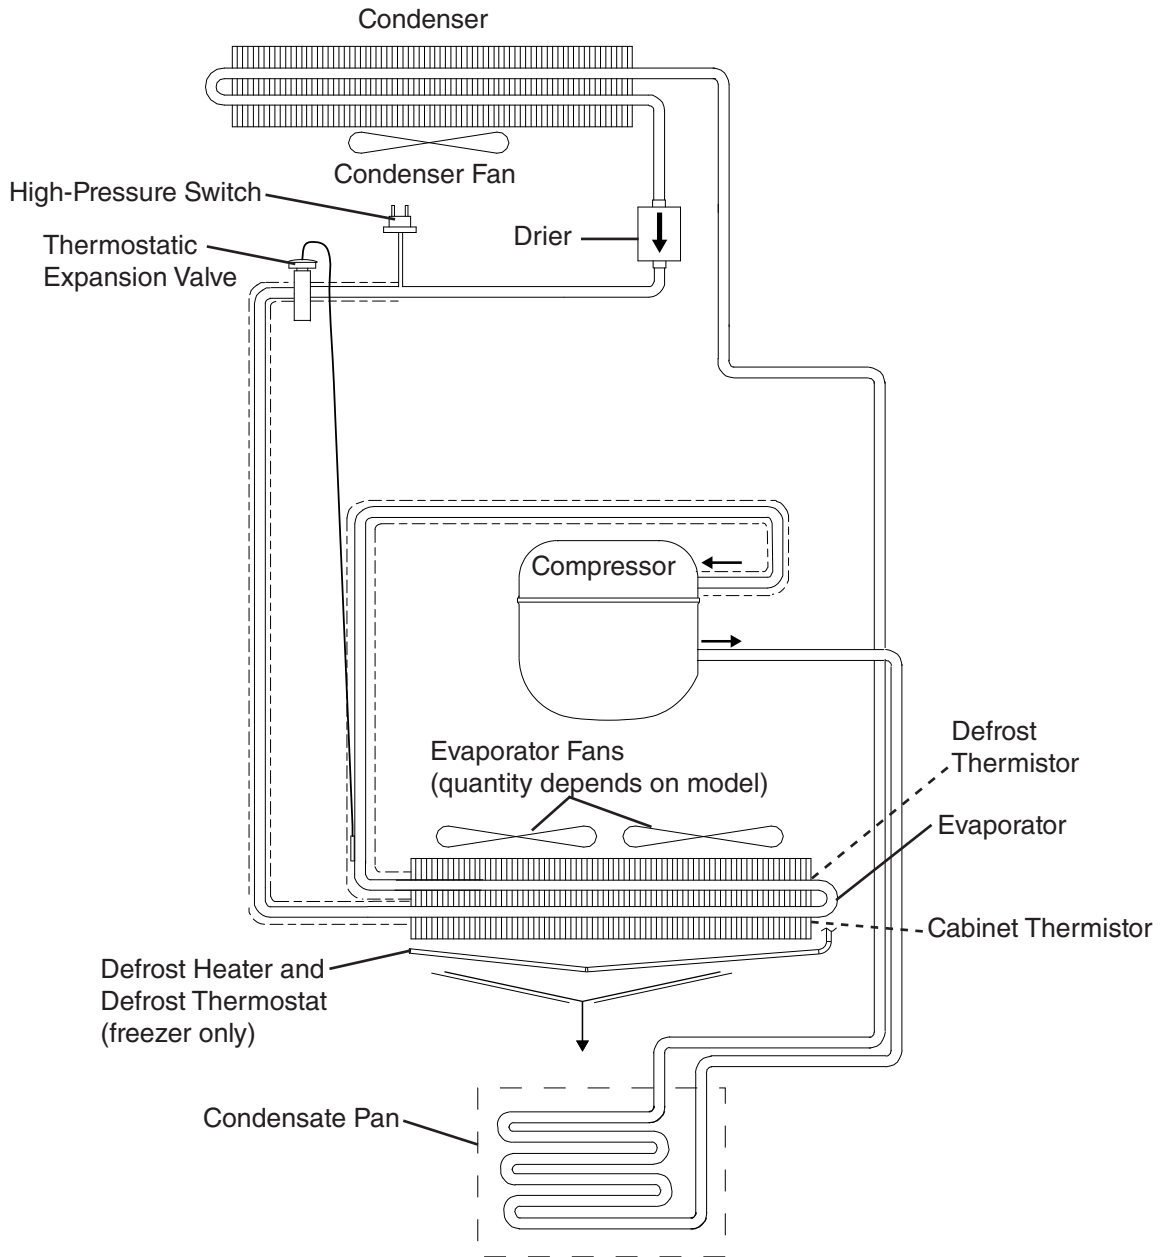 Condenser
Condenser Fan
High-Pressure Switch
Thermostatic
Expansion Valve
Drier
Compressor
Evaporator Fans
(quantity depends on model)
Defrost
Thermistor
Evaporator
Cabinet Thermistor
Defrost Heater and
Defrost Thermostat
(freezer only)
Condensate Pan